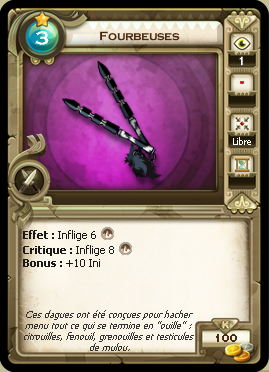 3
Fourbeuses
1
Libre
Effet : Inflige 6
Critique : Inflige 8
Bonus : +10 Ini
Ces dagues ont été conçues pour hacher
menu tout ce qui se termine en "ouille" :
citrouilles, fenouil, grenouilles et testicules
de mulou.
K
100